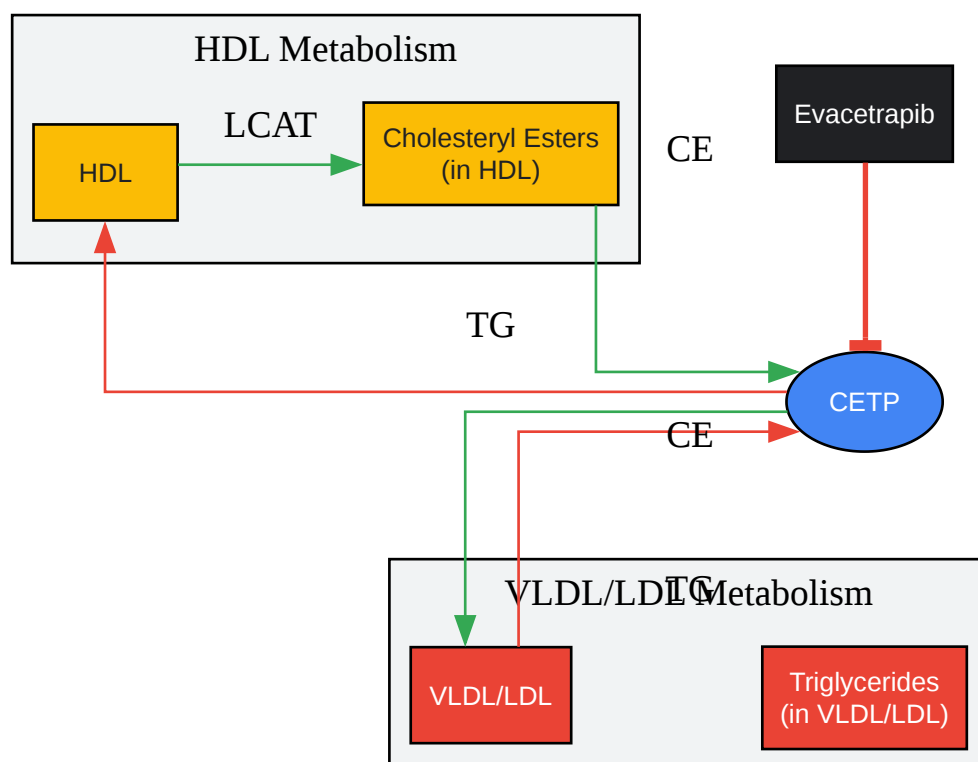 HDL Metabolism
Evacetrapib
LCAT
Cholesteryl Esters
(in HDL)
CE
HDL
TG
CETP
CE
VLDL/LDL Metabolism
TG
VLDL/LDL
Triglycerides
(in VLDL/LDL)